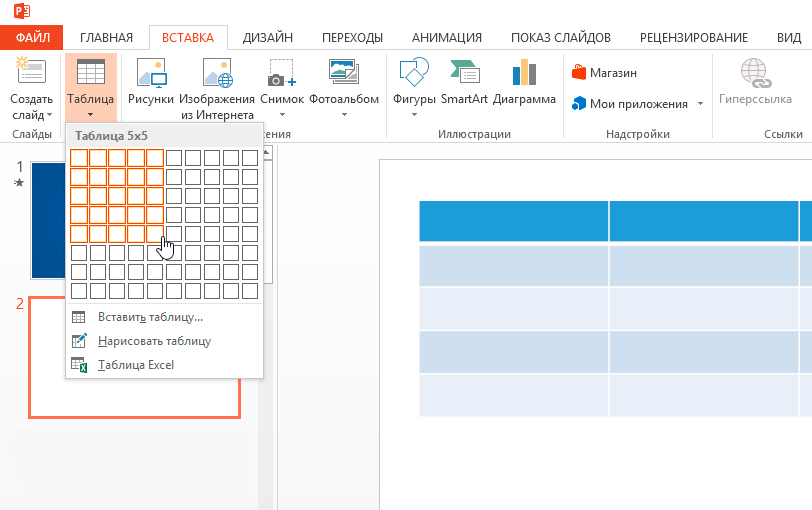 ФАЙЛ ГЛАВНАЯ ВСТАВКА ДИЗАЙН ПЕРЕХОДЫ АНИМАЦИЯ ПОКАЗ СЛАЙДОВ РЕЦЕНЗИРОВАНИЕ ВИД
Создать
слайд
Таблица
Рисунки
Изображения
из Интернета
Снимок
Фотоальбом
Фигуры
SmartArt
Диаграмма
Магазин
Мои приложения
Гиперссылка
Слайды
ения
Иллюстрации
Надстройки
Ссылки
Таблица 5x5
Вставить таблицу...
Нарисовать таблицу
Таблица Excel
1
2